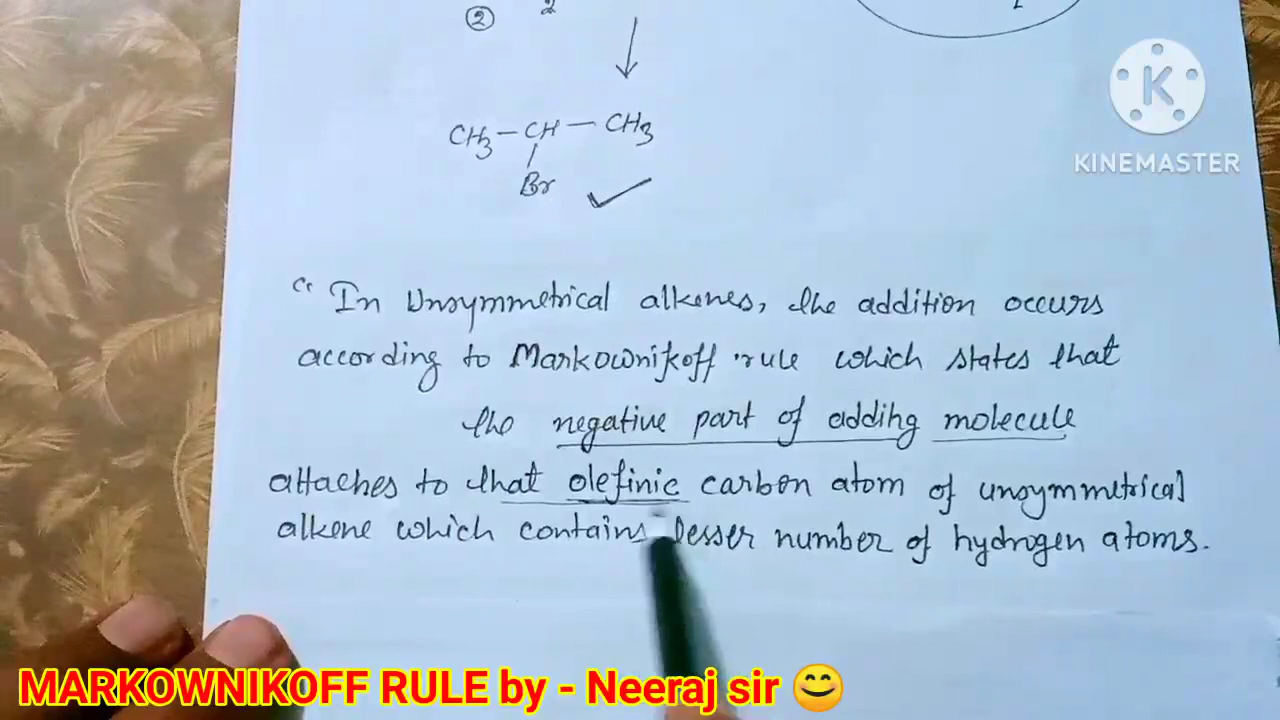 ② 2
CH3 – CH – CH3
Br
KINEMASTER
"In Unsymmetrical alkenes, the addition occurs
according to Markownikoff rule which states that
the negative part of adding molecule
attaches to that olefinic carbon atom of unsymmetrical
alkene which contains lesser number of hydrogen atoms.
MARKOWNIKOFF RULE by - Neeraj sir 😊